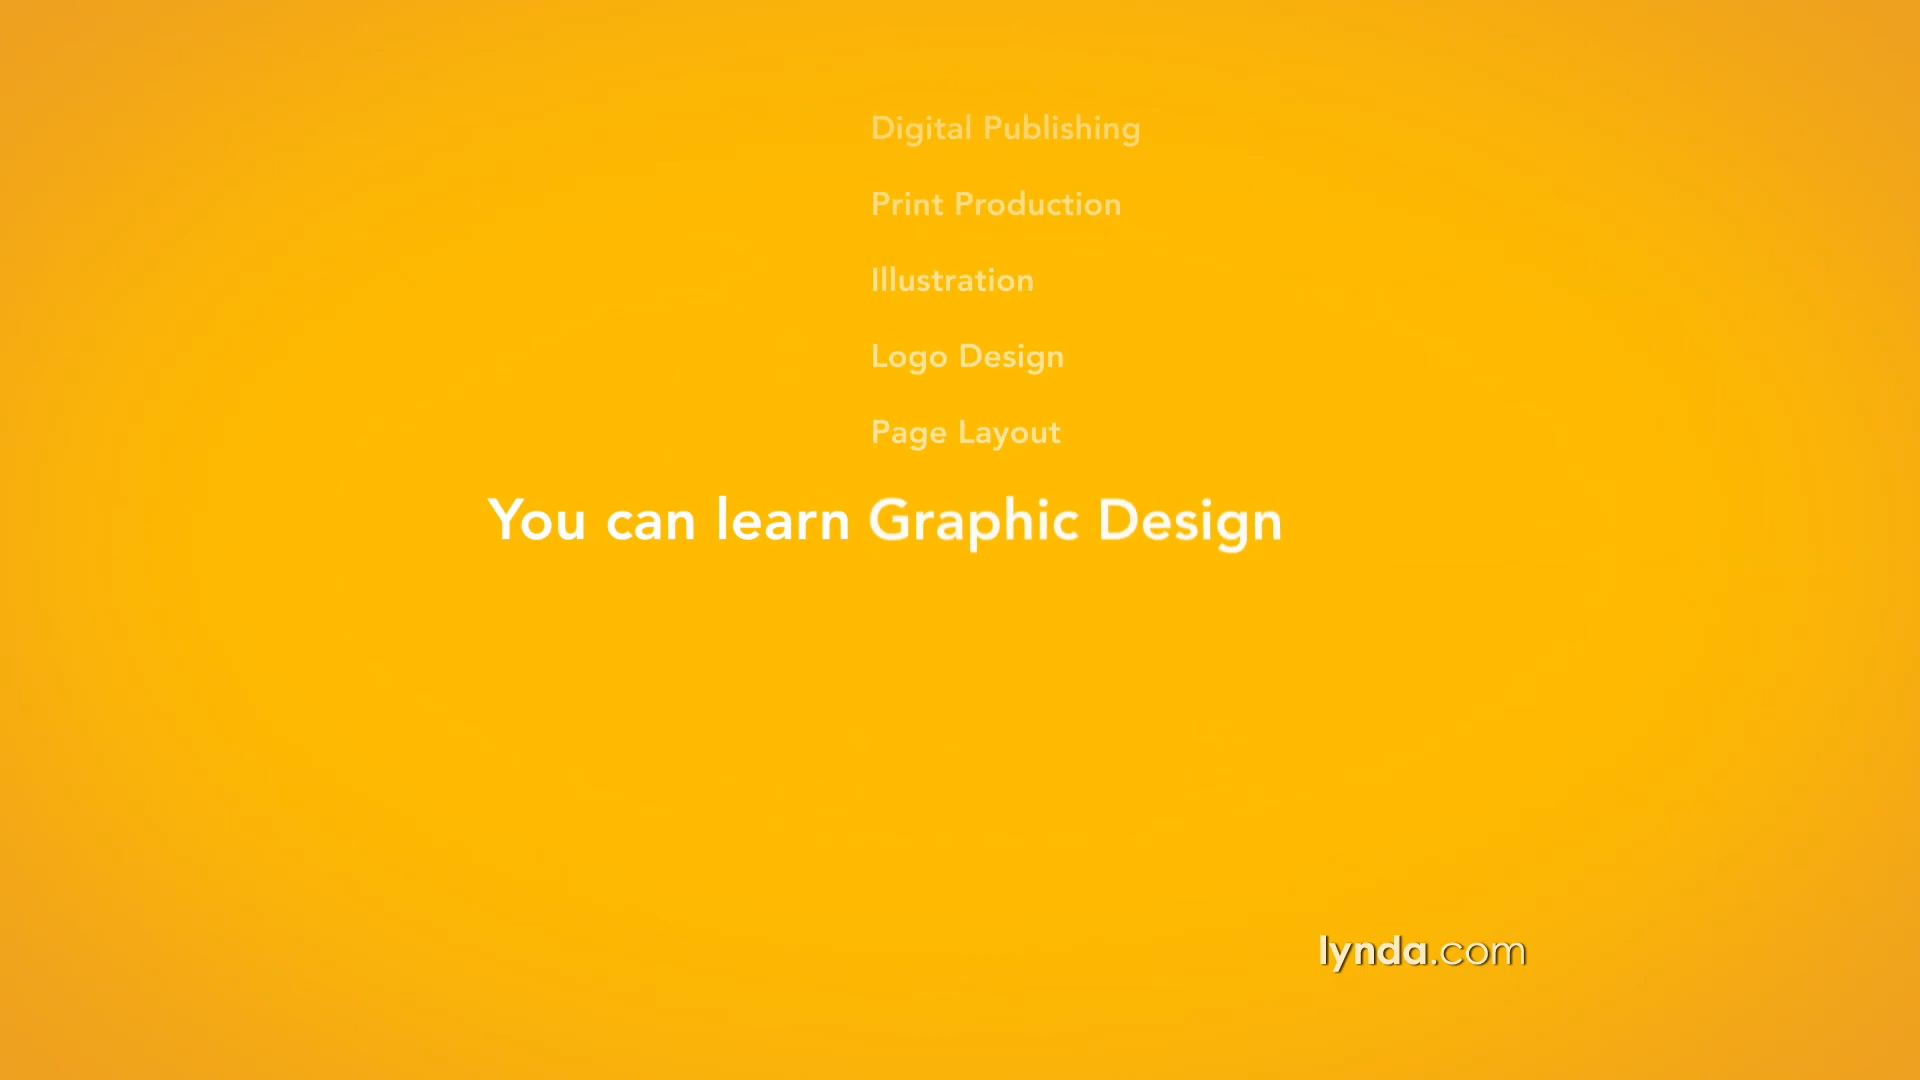 Digital Publishing
Print Production
Illustration
Logo Design
Page Layout
You can learn Graphic Design
lynda.com